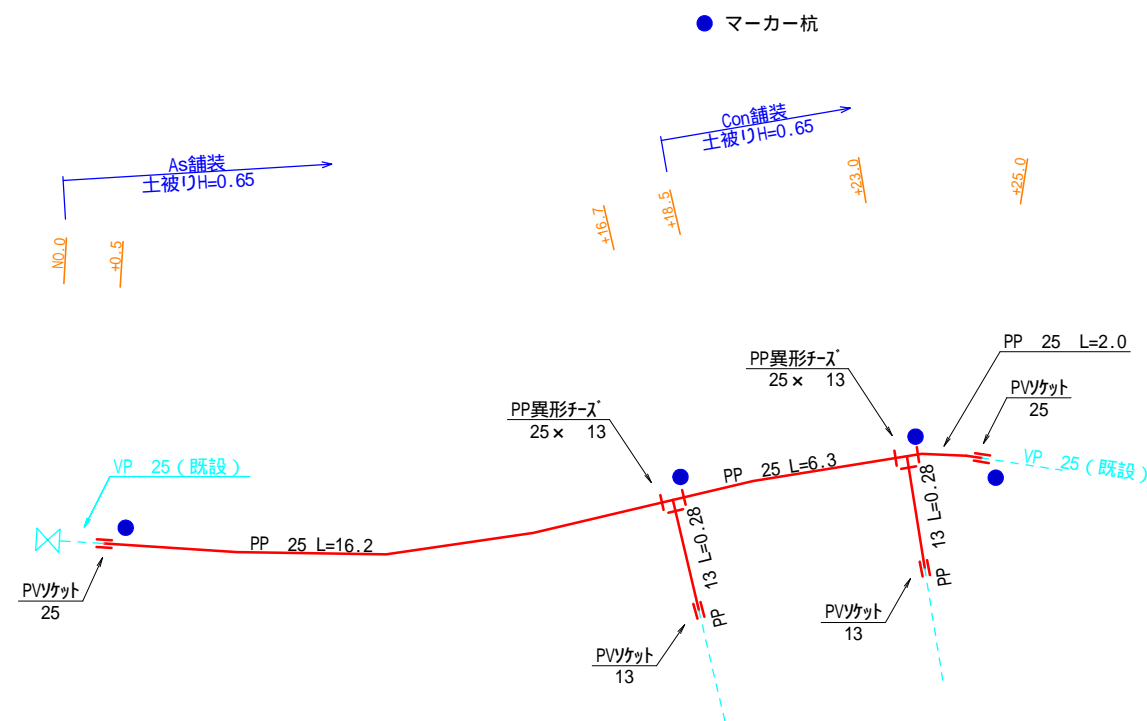 マーカー杭
Con舗装
土被りH=0.65
As舗装
土被りH=0.65
NO.0
+0.5
+16.7
+18.5
+23.0
+25.0
PP 25 L=2.0
PP異形チーズ
25× 13
PVソケット
25
PP異形チーズ
25× 13
VP 25(既設)
PP 25 L=6.3
VP 25(既設)
PP 25 L=16.2
PP 13 L=0.28
PP 13 L=0.28
PVソケット
25
PVソケット
13
PVソケット
13